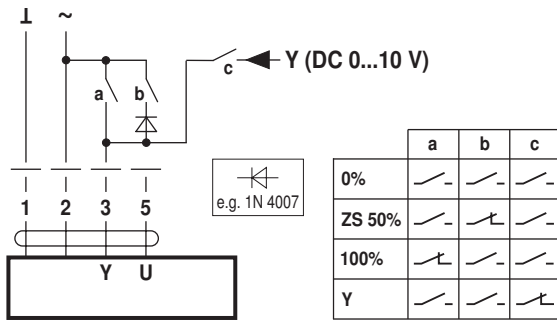 ⊥ ~
c Y (DC 0...10 V)
a b
e.g. 1N 4007
1 2 3 5
Y U
a b c
0%
ZS 50%
100%
Y